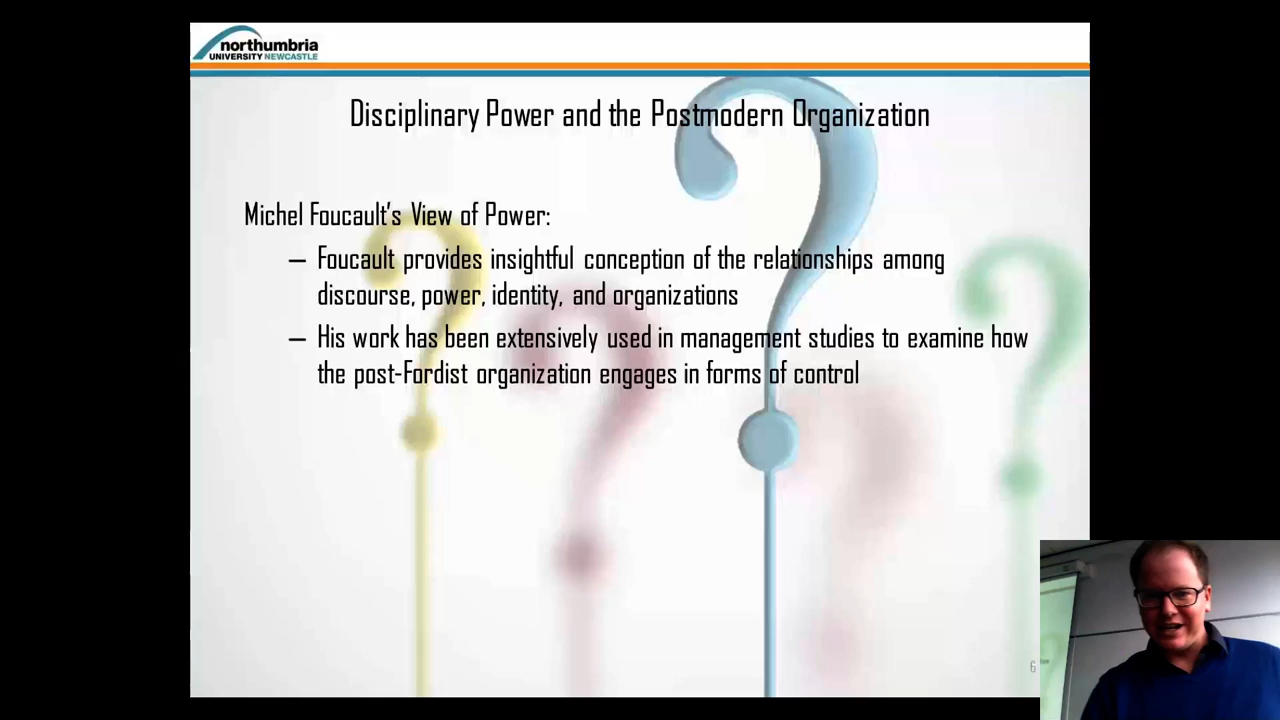 northumbria
UNIVERSITY NEWCASTLE
Disciplinary Power and the Postmodern Organization
Michel Foucault's View of Power:
– Foucault provides insightful conception of the relationships among
discourse, power, identity, and organizations
– His work has been extensively used in management studies to examine how
the post-Fordist organization engages in forms of control
6